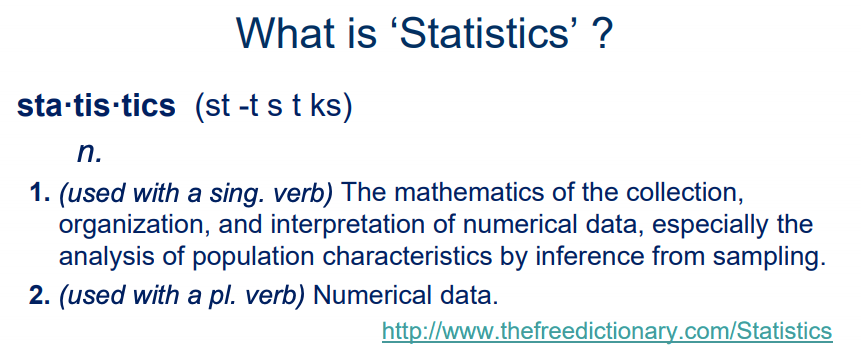 What is ‘Statistics’ ?
sta·tis·tics (st -t s t ks)
n.
1. (used with a sing. verb) The mathematics of the collection,
organization, and interpretation of numerical data, especially the
analysis of population characteristics by inference from sampling.
2. (used with a pl. verb) Numerical data.
http://www.thefreedictionary.com/Statistics